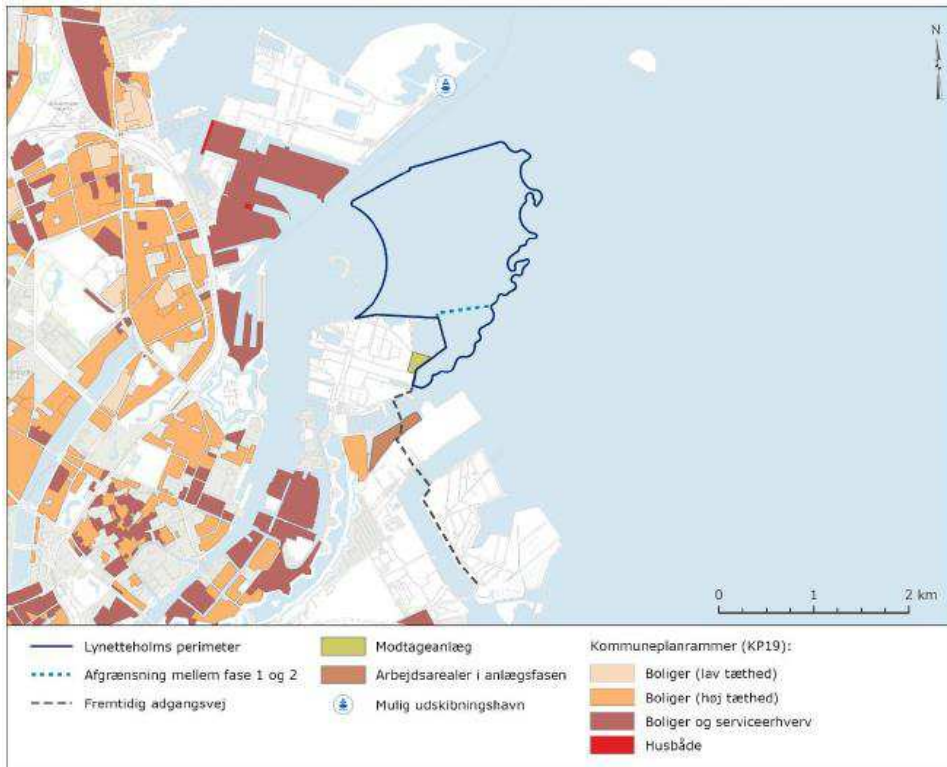 N
0 1 2 km
Lynetteholms perimeter
Afgrænsning mellem fase 1 og 2
Fremtidig adgangsvej
Modtageanlæg
Arbejdsarealer i anlægsfasen
Mulig udskibningshavn
Kommuneplanrammer (KP19):
Boliger (lav tæthed)
Boliger (høj tæthed)
Boliger og serviceerhverv
Husbåde